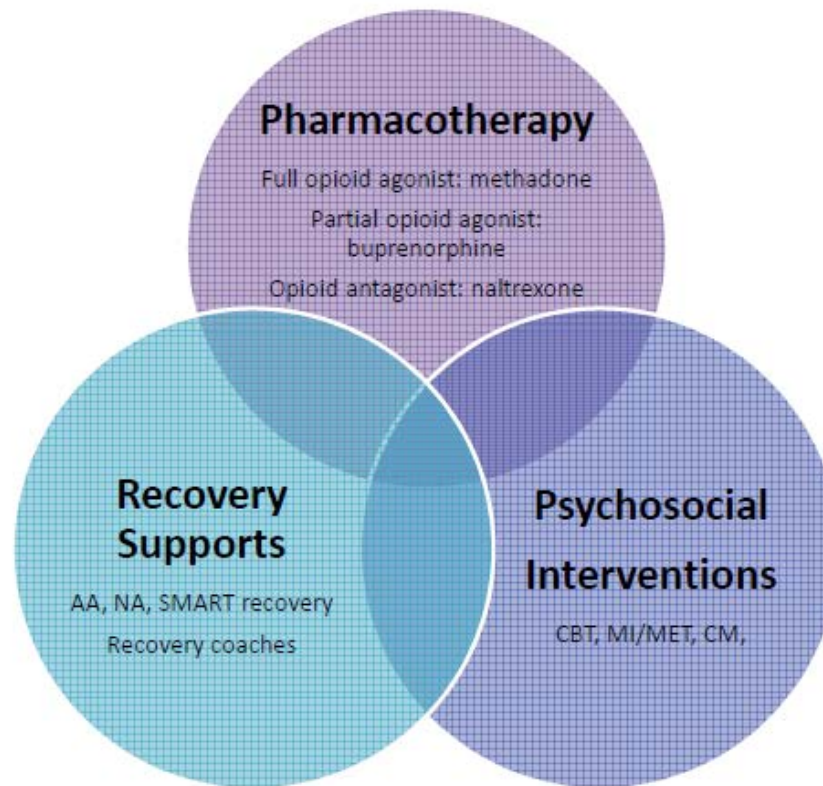 Pharmacotherapy
Full opioid agonist: methadone
Partial opioid agonist:
buprenorphine
Opioid antagonist: naltrexone
Recovery
Supports
AA, NA, SMART recovery
Recovery coaches
Psychosocial
Interventions
CBT, MI/MET, CM,